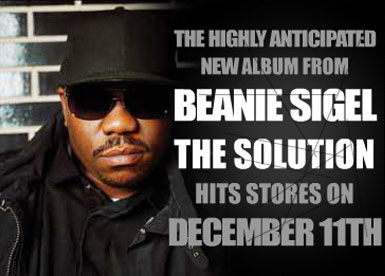 THE HIGHLY ANTICIPATED
NEW ALBUM FROM
BEANIE SIGEL
THE SOLUTION
HITS STORES ON
DECEMBER 11TH